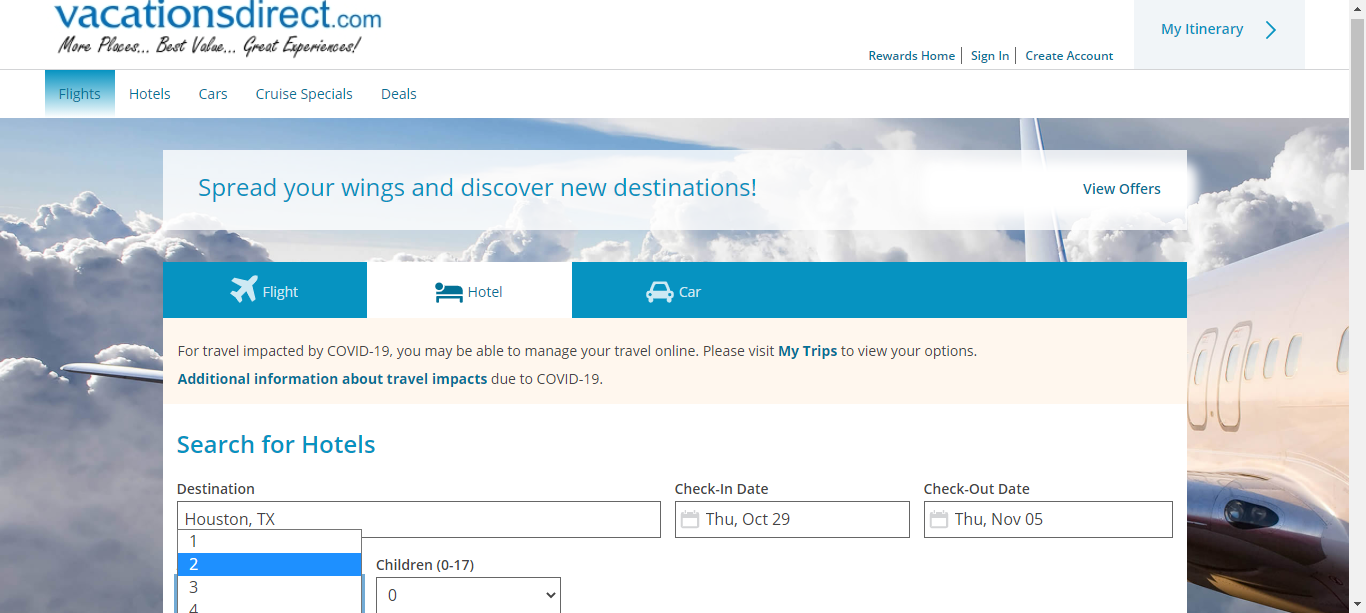 vacationsdirect.com
More Places... Best Value... Great Experiences!
Rewards Home
Sign In
Create Account
My Itinerary
Flights
Hotels
Cars
Cruise Specials
Deals
Spread your wings and discover new destinations!
View Offers
Flight
Hotel
Car
For travel impacted by COVID-19, you may be able to manage your travel online. Please visit My Trips to view your options.
Additional information about travel impacts due to COVID-19.
Search for Hotels
Destination
Check-In Date
Check-Out Date
Houston, TX
Thu, Oct 29
Thu, Nov 05
1
2
3
4
Children (0-17)
0